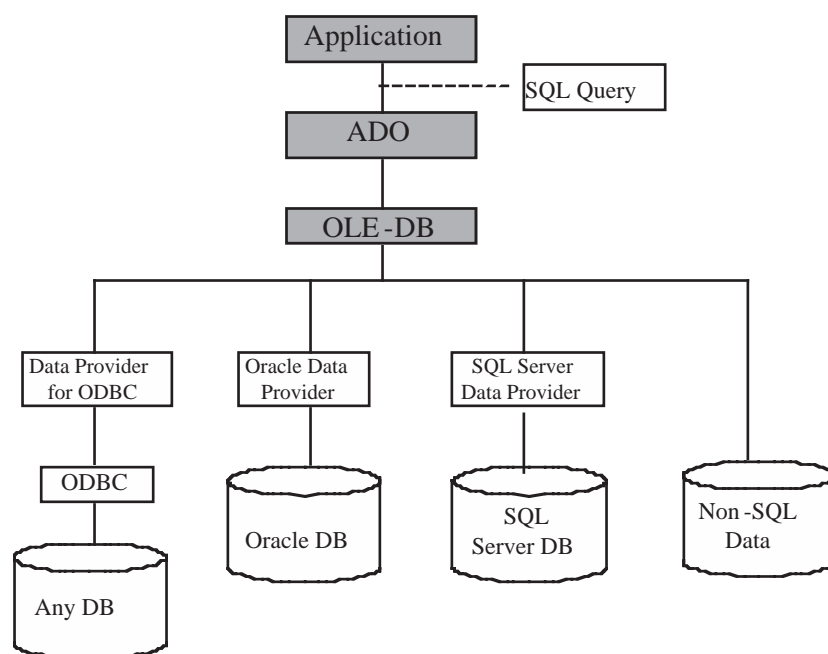 Application
SQL Query
ADO
OLE-DB
Data Provider
for ODBC
Oracle Data
Provider
SQL Server
Data Provider
ODBC
Oracle DB
SQL
Server DB
Non-SQL
Data
Any DB